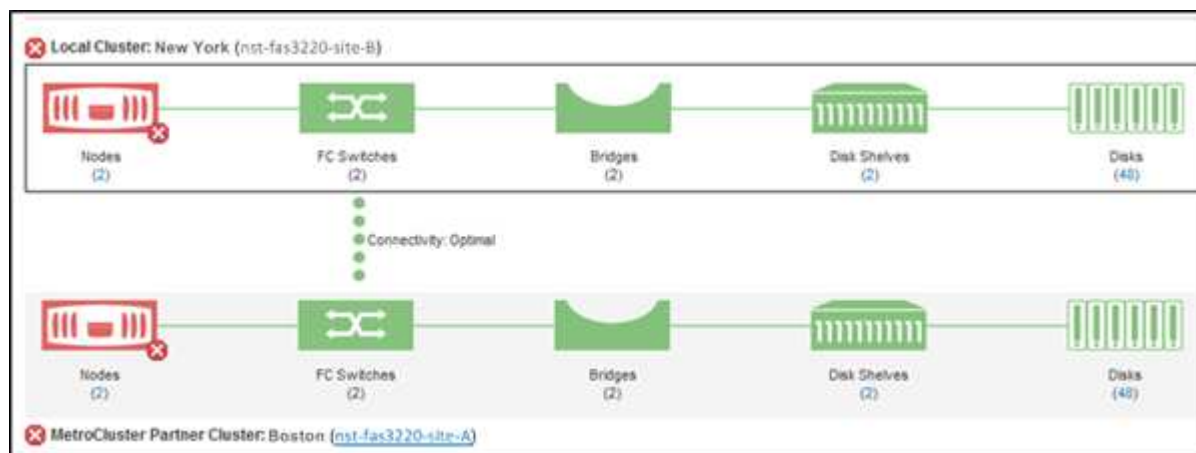 Local Cluster: New York (nst-fas3220-site-B)
Nodes FC Switches Bridges Disk Shelves Disks
(2) (2) (2) (2) (48)
Connectivity: Optimal
Nodes FC Switches Bridges Disk Shelves Disks
(2) (2) (2) (2) (48)
MetroCluster Partner Cluster: Boston (nst-fas3220-site-A)